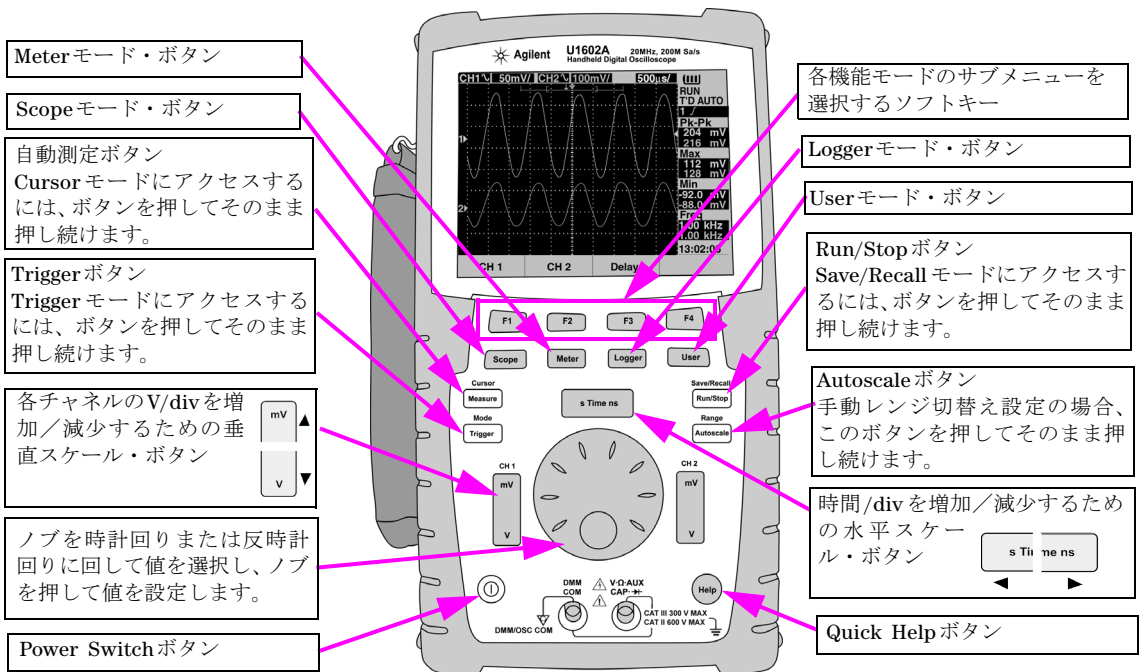 Meterモード・ボタン
Scopeモード・ボタン
自動測定ボタン
Cursorモードにアクセスする
には、ボタンを押してそのまま
押し続けます。
Triggerボタン
Triggerモードにアクセスする
には、ボタンを押してそのまま
押し続けます。
各チャネルのV/divを増
加／減少するための垂
直スケール・ボタン
mV
V
ノブを時計回りまたは反時計
回りに回して値を選択し、ノブ
を押して値を設定します。
Power Switchボタン
Agilent
U1602A
Handheld Digital Oscilloscope
20MHz, 200M Sa/s
CH1 50mV/ CH2 100mV/ 500µs/
RUN
T'D AUTO
1
Pk-Pk
204 mV
216 mV
Max
112 mV
128 mV
Min
-92.0 mV
-88.0 mV
Freq
1.00 kHz
1.00 kHz
13:02:05
1
2
CH 1
CH 2
Delay
F1
F2
F3
F4
Scope
Meter
Logger
User
Cursor
Measure
Mode
Trigger
s Time ns
Save/Recall
Run/Stop
Range
Autoscale
CH 1
mV
V
CH 2
mV
V
DMM
COM
V·Ω·AUX
CAP·
Help
DMM/OSC COM
CAT III 300 V MAX
CAT II 600 V MAX
各機能モードのサブメニューを
選択するソフトキー
Loggerモード・ボタン
Userモード・ボタン
Run/Stopボタン
Save/Recallモードにアクセスす
るには、ボタンを押してそのまま
押し続けます。
Autoscaleボタン
手動レンジ切替え設定の場合、
このボタンを押してそのまま押
し続けます。
時間/divを増加／減少するため
の水平スケー
ル・ボタン
s Time ns
Quick Helpボタン